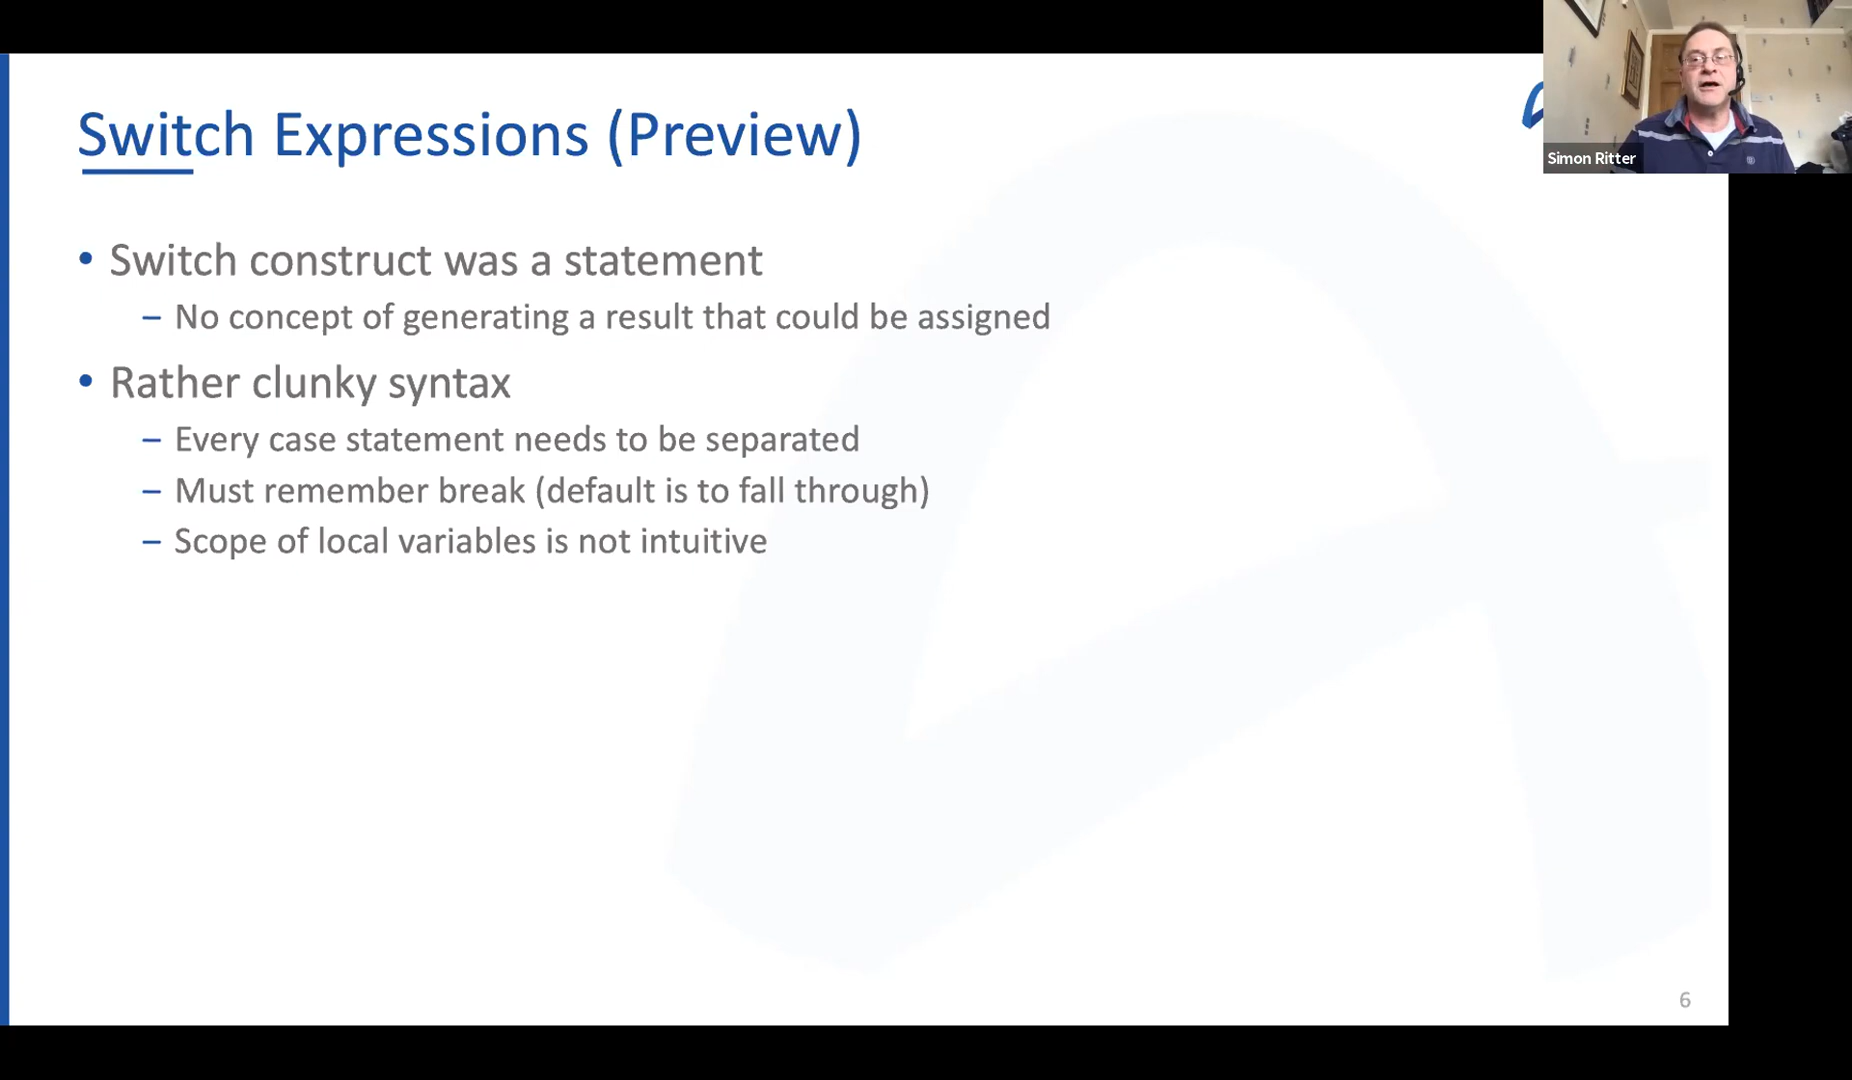 Switch Expressions (Preview)
Simon Ritter
• Switch construct was a statement
– No concept of generating a result that could be assigned
• Rather clunky syntax
– Every case statement needs to be separated
– Must remember break (default is to fall through)
– Scope of local variables is not intuitive
6